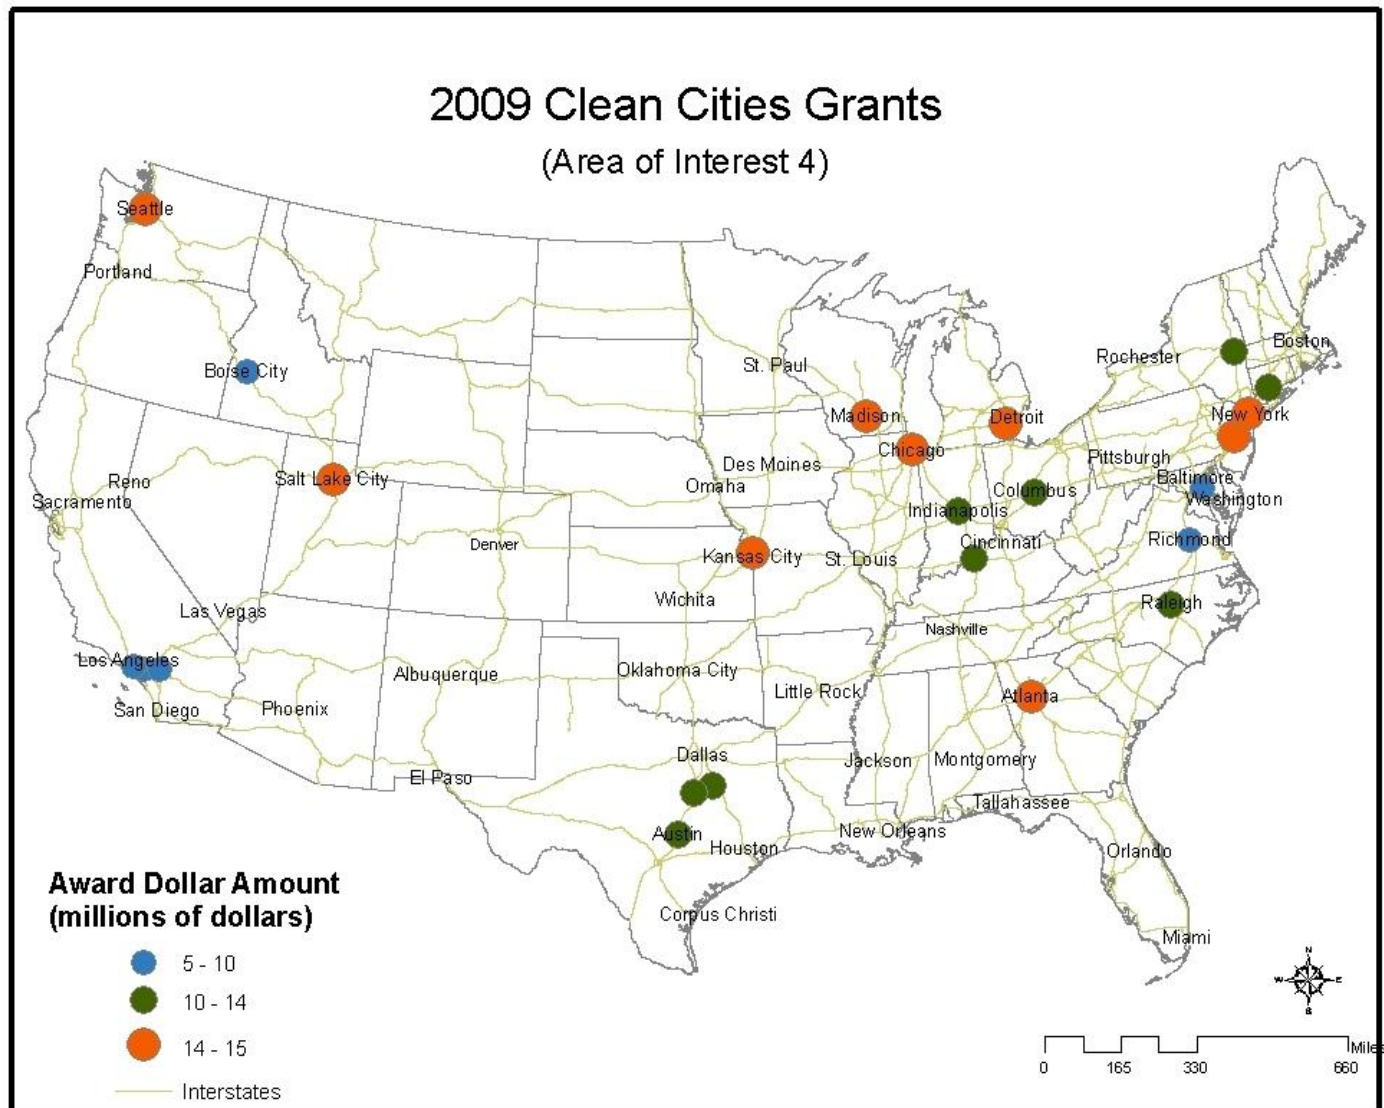 2009 Clean Cities Grants
(Area of Interest 4)
Seattle
Portland
Boston
Rochester
St. Paul
Boise City
Madison
Detroit
New York
Chicago
Pittsburgh
Des Moines
Baltimore
Salt Lake City
Reno
Omaha
Columbus
Washington
Sacramento
Indianapolis
Denver
Cincinnati
Richmond
Kansas City
St. Louis
Wichita
Raleigh
Las Vegas
Nashville
Los Angeles
Albuquerque
Oklahoma City
Little Rock
Atlanta
San Diego
Phoenix
Dallas
Jackson
Montgomery
El Paso
Tallahassee
Austin
New Orleans
Houston
Orlando
Corpus Christi
Miami
Award Dollar Amount
(millions of dollars)
5 - 10
10 - 14
14 - 15
Interstates
N
W
E
S
Miles
0 165 330 660